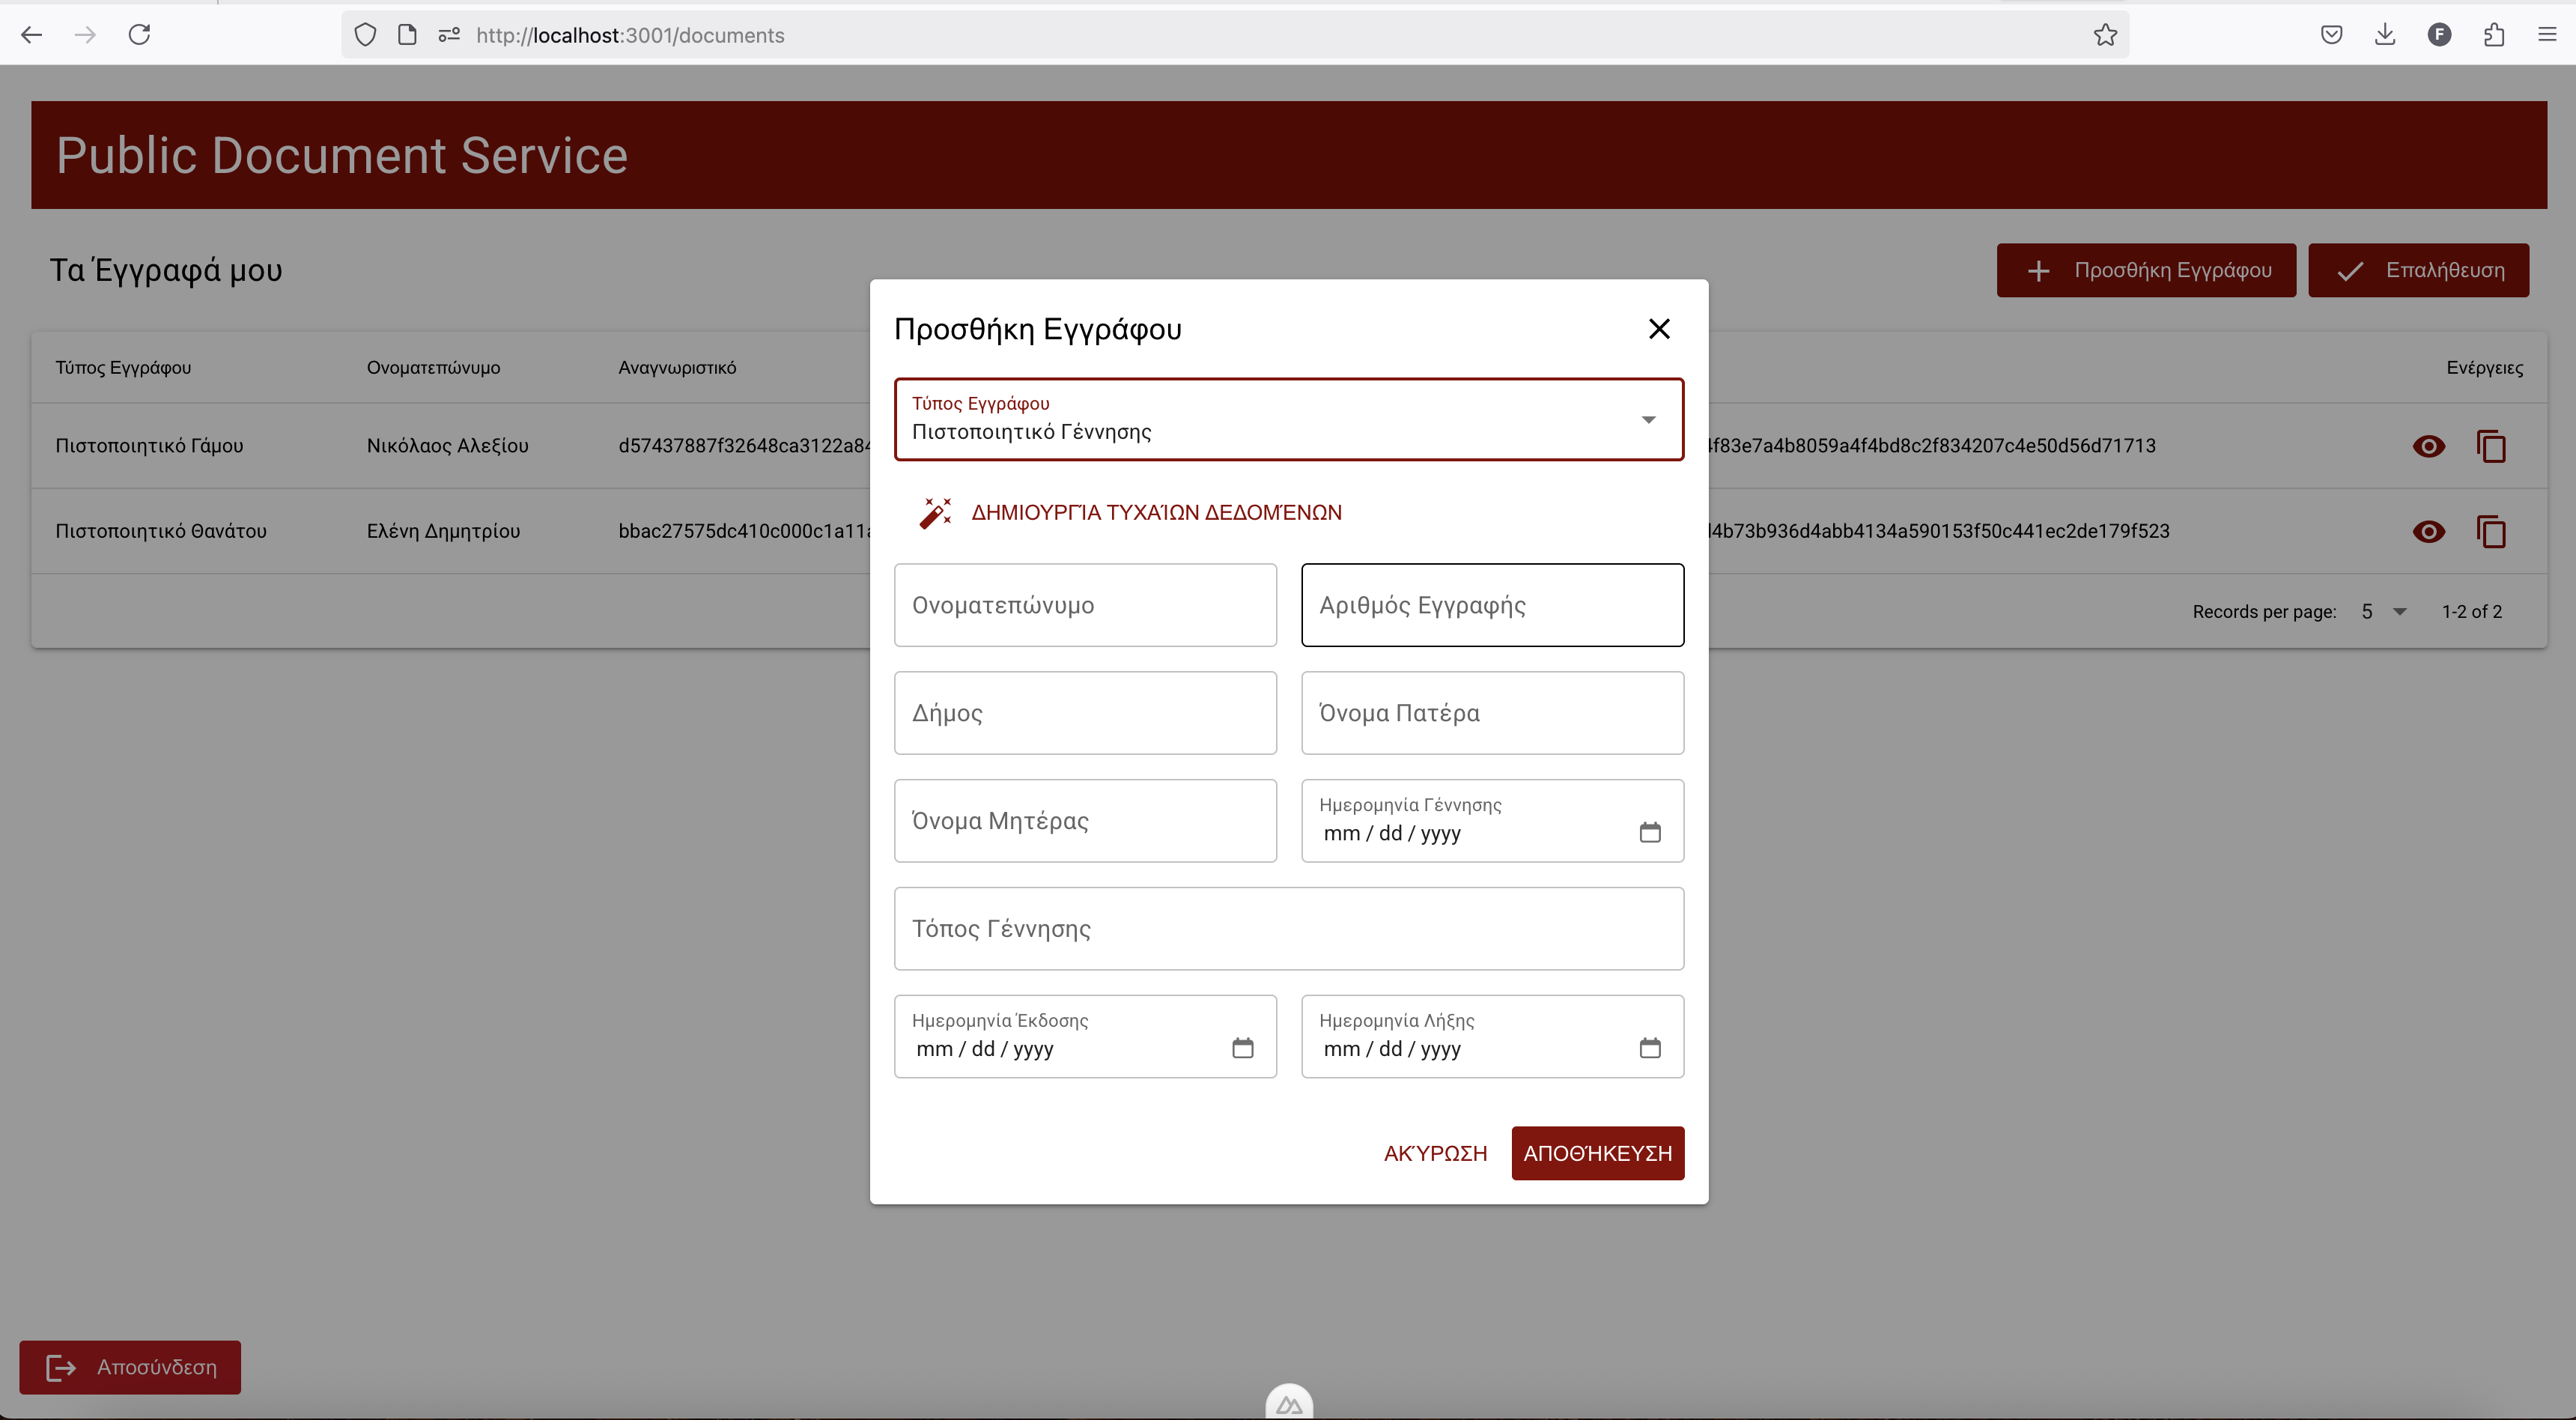 http://localhost:3001/documents
Public Document Service
Τα Έγγραφά μου
Προσθήκη Εγγράφου
Επαλήθευση
Τύπος Εγγράφου Ονοματεπώνυμο Αναγνωριστικό Ενέργειες
Πιστοποιητικό Γάμου Νικόλαος Αλεξίου d57437887f32648ca3122a84 4f83e7a4b8059a4f4bd8c2f834207c4e50d56d71713
Πιστοποιητικό Θανάτου Ελένη Δημητρίου bbac27575dc410c000c1a11a 4b73b936d4abb4134a590153f50c441ec2de179f523
Records per page: 5 1-2 of 2
Προσθήκη Εγγράφου
Τύπος Εγγράφου
Πιστοποιητικό Γέννησης
ΔΗΜΙΟΥΡΓΊΑ ΤΥΧΑΊΩΝ ΔΕΔΟΜΈΝΩΝ
Ονοματεπώνυμο
Αριθμός Εγγραφής
Δήμος
Όνομα Πατέρα
Όνομα Μητέρας
Ημερομηνία Γέννησης
mm / dd / yyyy
Τόπος Γέννησης
Ημερομηνία Έκδοσης
mm / dd / yyyy
Ημερομηνία Λήξης
mm / dd / yyyy
ΑΚΎΡΩΣΗ
ΑΠΟΘΉΚΕΥΣΗ
Αποσύνδεση
F